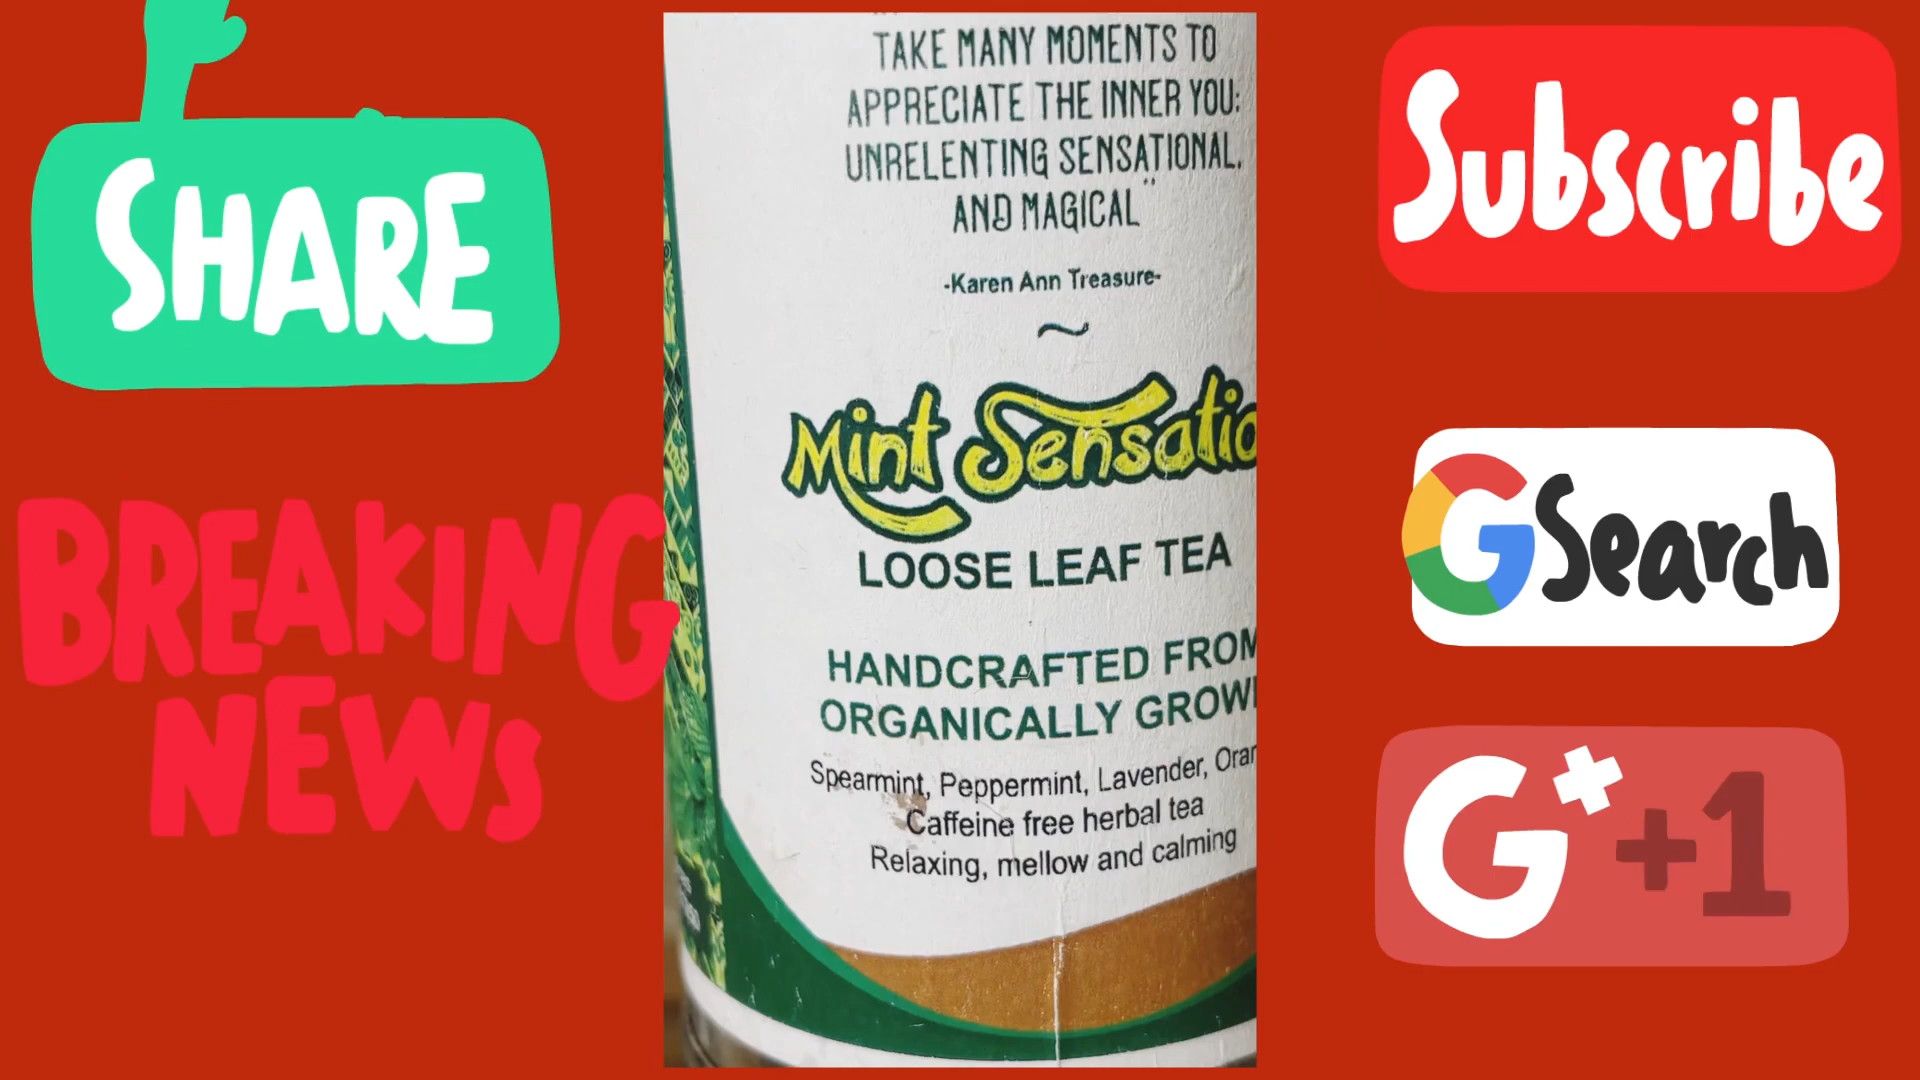 SHARE
BREAKING
NEWS
TAKE MANY MOMENTS TO
APPRECIATE THE INNER YOU:
UNRELENTING SENSATIONAL,
AND MAGICAL"
-Karen Ann Treasure-
~
Mint Sensatio
LOOSE LEAF TEA
HANDCRAFTED FROM
ORGANICALLY GROW
Spearmint, Peppermint, Lavender, Oran
Caffeine free herbal tea
Relaxing, mellow and calming
Subscribe
G Search
G+ +1